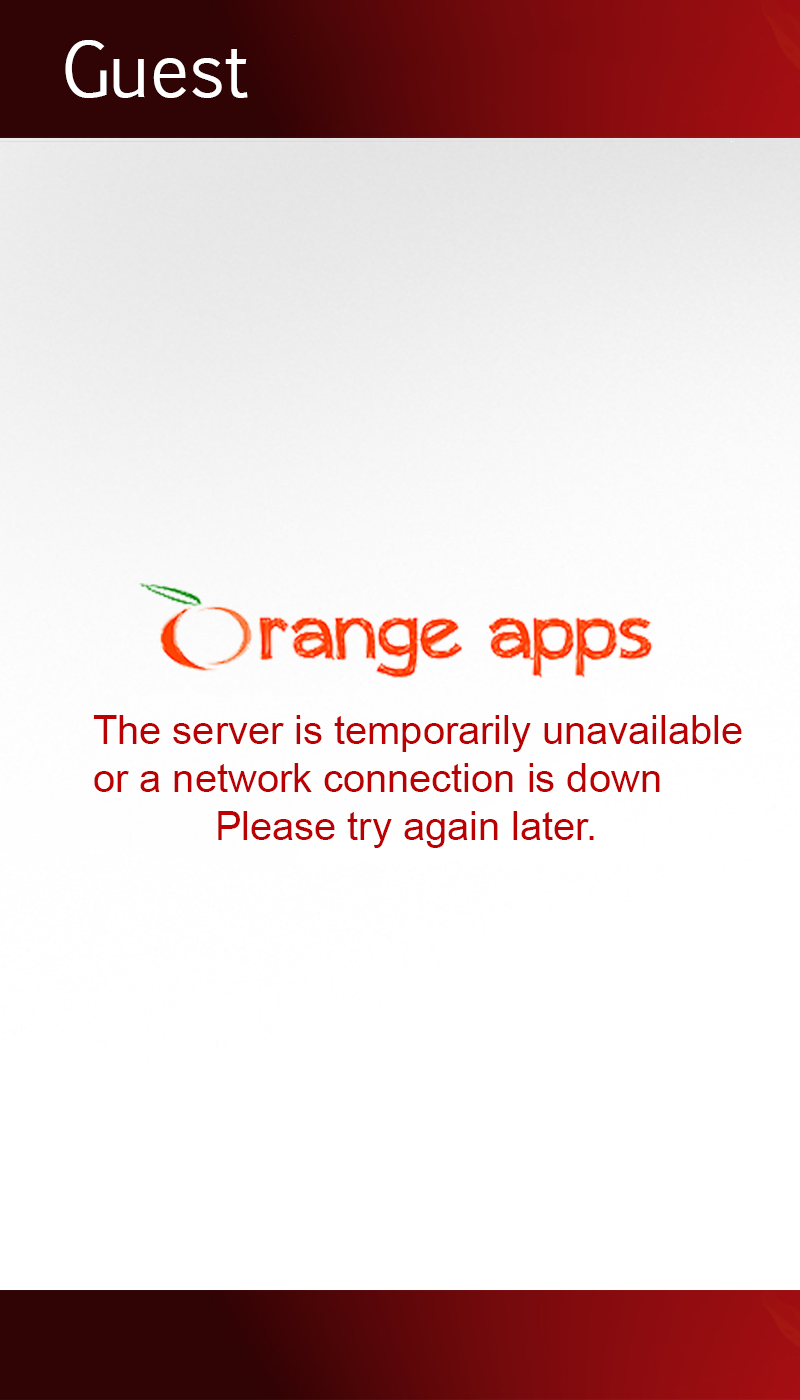 Guest
Orange apps
The server is temporarily unavailable
or a network connection is down
Please try again later.